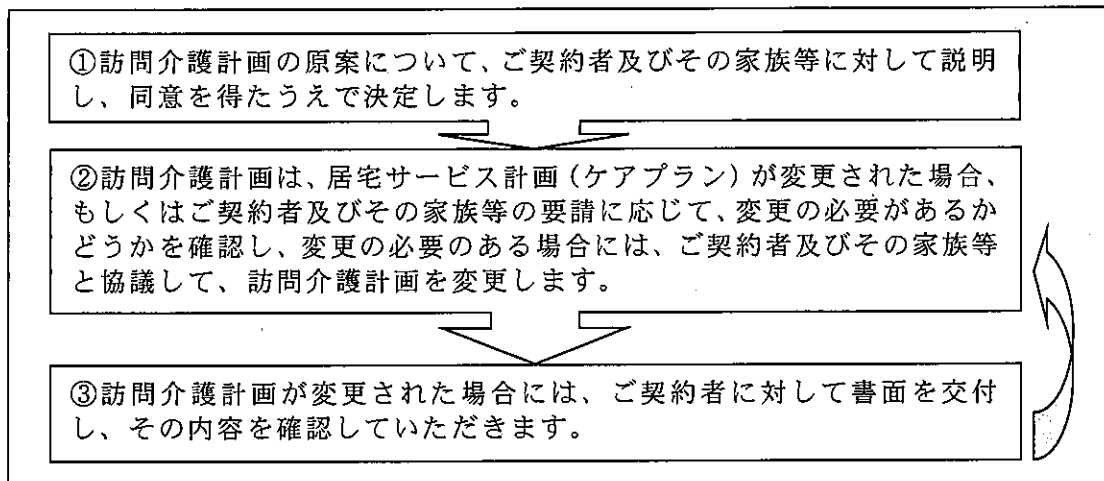 ①訪問介護計画の原案について、ご契約者及びその家族等に対して説明
し、同意を得たうえで決定します。
②訪問介護計画は、居宅サービス計画（ケアプラン）が変更された場合、
もしくはご契約者及びその家族等の要請に応じて、変更の必要があるか
どうかを確認し、変更の必要のある場合には、ご契約者及びその家族等
と協議して、訪問介護計画を変更します。
③訪問介護計画が変更された場合には、ご契約者に対して書面を交付
し、その内容を確認していただきます。